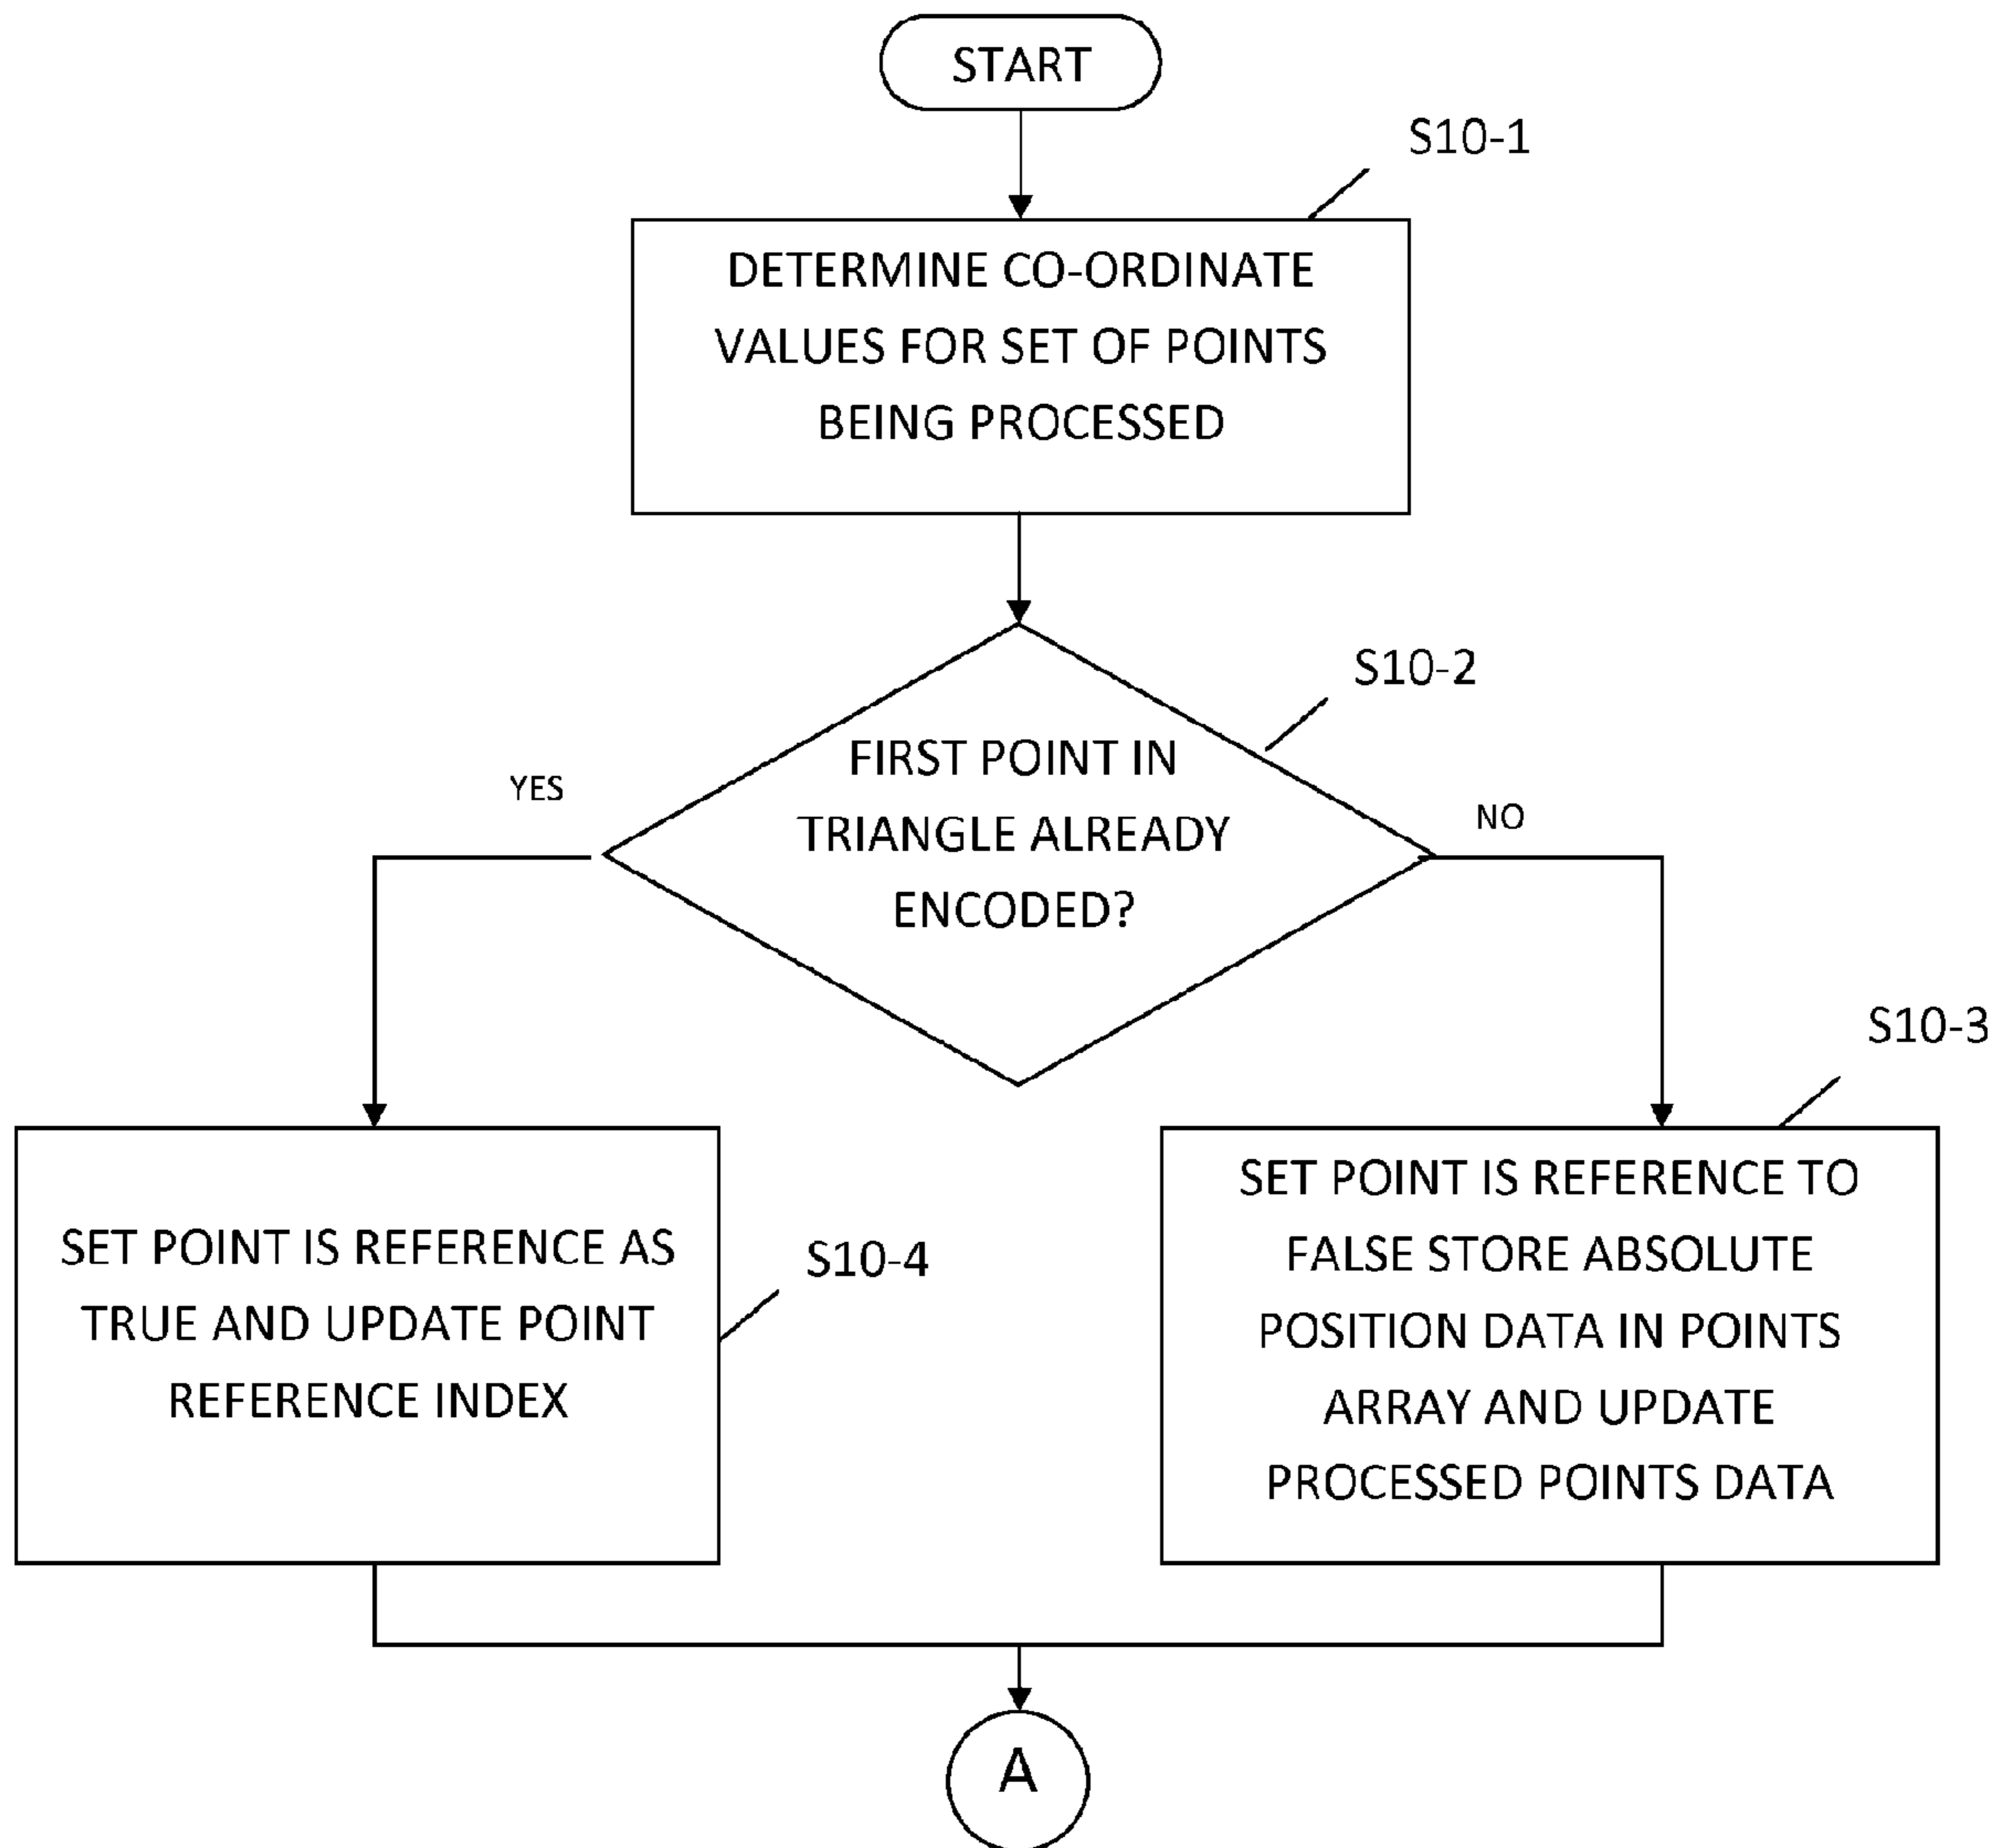 START
S10-1
DETERMINE CO-ORDINATE
VALUES FOR SET OF POINTS
BEING PROCESSED
S10-2
FIRST POINT IN
TRIANGLE ALREADY
ENCODED?
YES
NO
S10-3
SET POINT IS REFERENCE AS
TRUE AND UPDATE POINT
REFERENCE INDEX
S10-4
SET POINT IS REFERENCE TO
FALSE STORE ABSOLUTE
POSITION DATA IN POINTS
ARRAY AND UPDATE
PROCESSED POINTS DATA
A